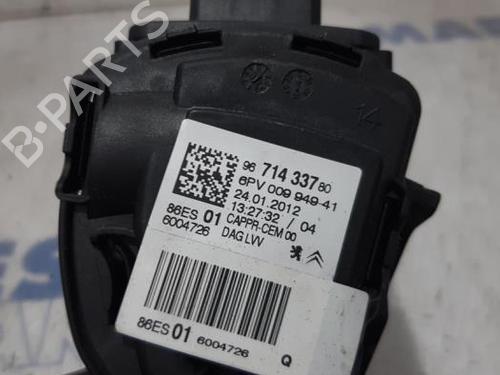 B-PARTS
14
96 714 337 80
6PV 009 949-41
24.01.2012
13:27:32 / 04
86ES 01 CAPPR-CEM 00
6004726 DAG LVV
86ES 01 6004726 Q